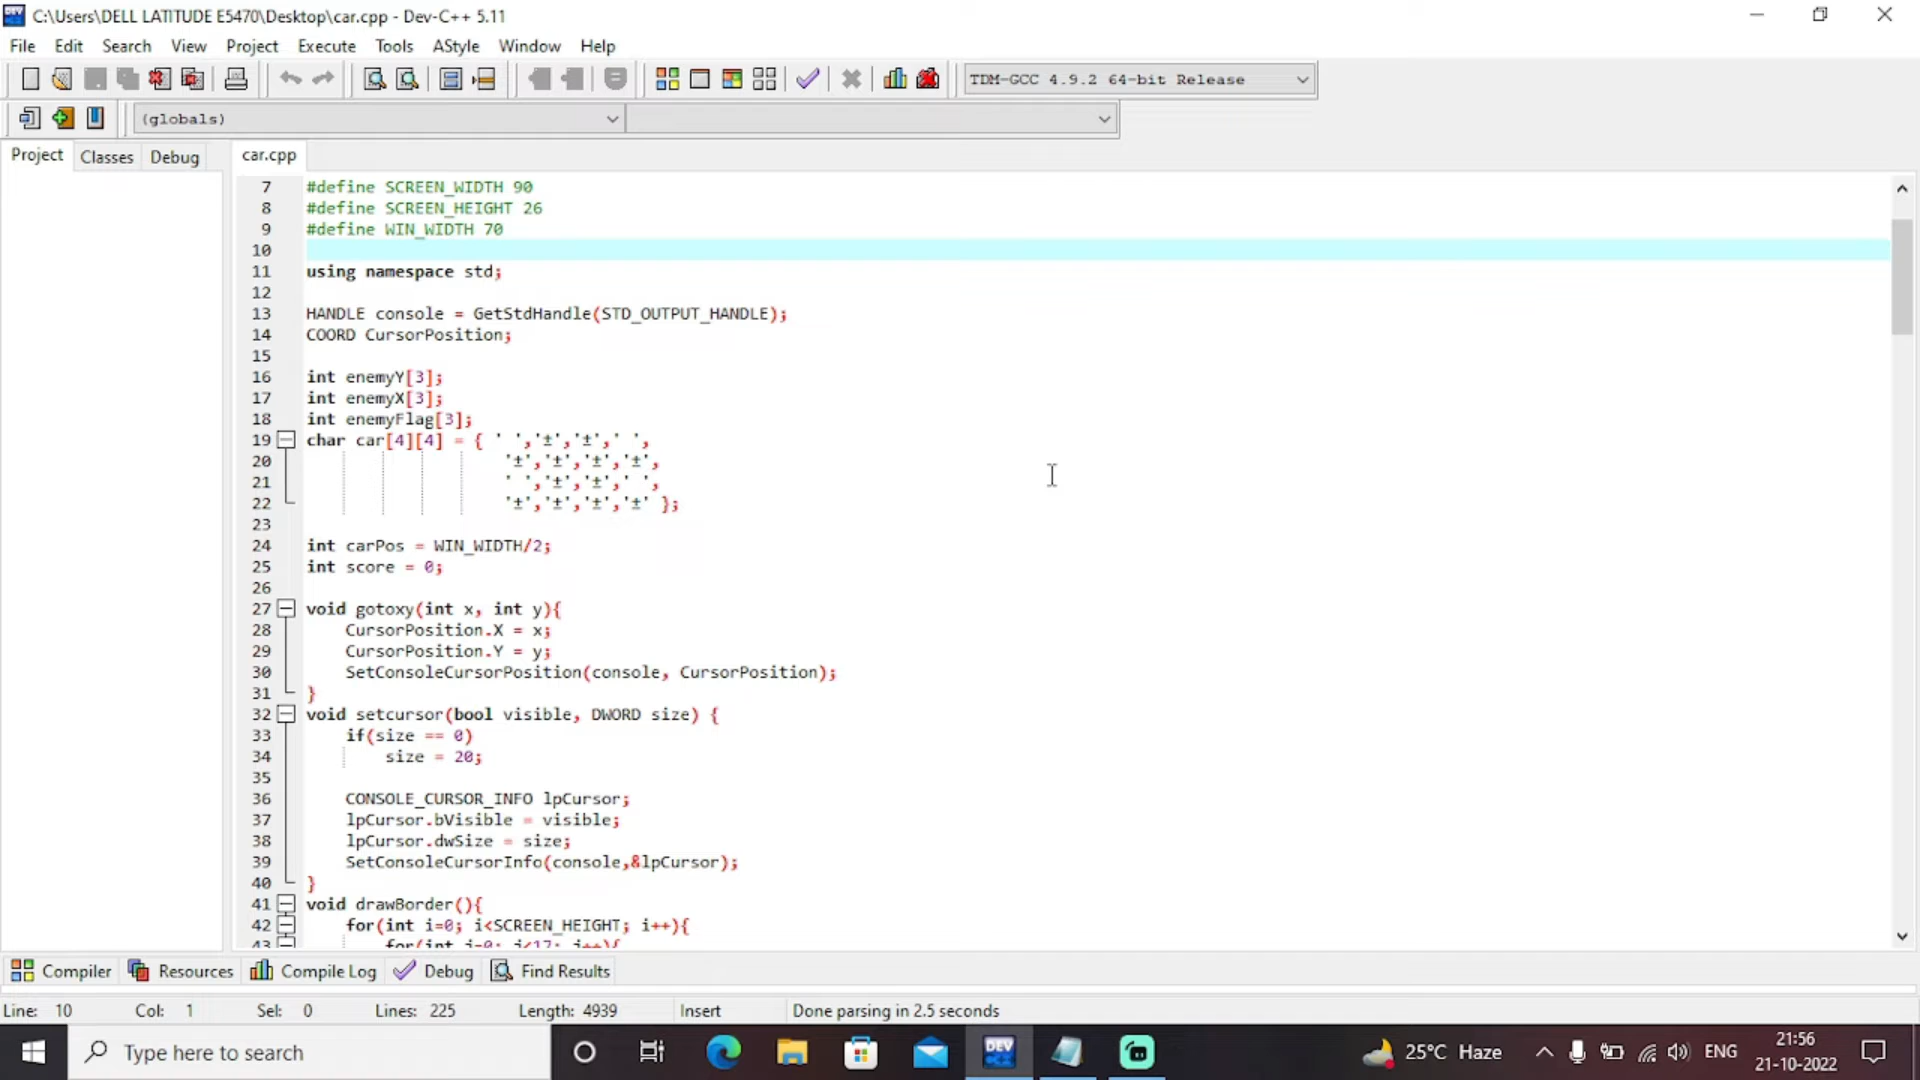 C:\Users\DELL LATITUDE E5470\Desktop\car.cpp - Dev-C++ 5.11
File Edit Search View Project Execute Tools AStyle Window Help
TDM-GCC 4.9.2 64-bit Release
(globals)
Project Classes Debug car.cpp
7 #define SCREEN_WIDTH 90
8 #define SCREEN_HEIGHT 26
9 #define WIN_WIDTH 70
10
11 using namespace std;
12
13 HANDLE console = GetStdHandle(STD_OUTPUT_HANDLE);
14 COORD CursorPosition;
15
16 int enemyY[3];
17 int enemyX[3];
18 int enemyFlag[3];
19 char car[4][4] = { ' ','±','±',' ',
20 '±','±','±','±',
21 ' ','±','±',' ',
22 '±','±','±','±' };
23
24 int carPos = WIN_WIDTH/2;
25 int score = 0;
26
27 void gotoxy(int x, int y){
28 CursorPosition.X = x;
29 CursorPosition.Y = y;
30 SetConsoleCursorPosition(console, CursorPosition);
31 }
32 void setcursor(bool visible, DWORD size) {
33 if(size == 0)
34 size = 20;
35
36 CONSOLE_CURSOR_INFO lpCursor;
37 lpCursor.bVisible = visible;
38 lpCursor.dwSize = size;
39 SetConsoleCursorInfo(console,&lpCursor);
40 }
41 void drawBorder(){
42 for(int i=0; i<SCREEN_HEIGHT; i++){
43 for(int j=0; j<17; j++){
Compiler Resources Compile Log Debug Find Results
Line: 10 Col: 1 Sel: 0 Lines: 225 Length: 4939 Insert Done parsing in 2.5 seconds
Type here to search
DEV
25°C Haze
ENG
21:56
21-10-2022